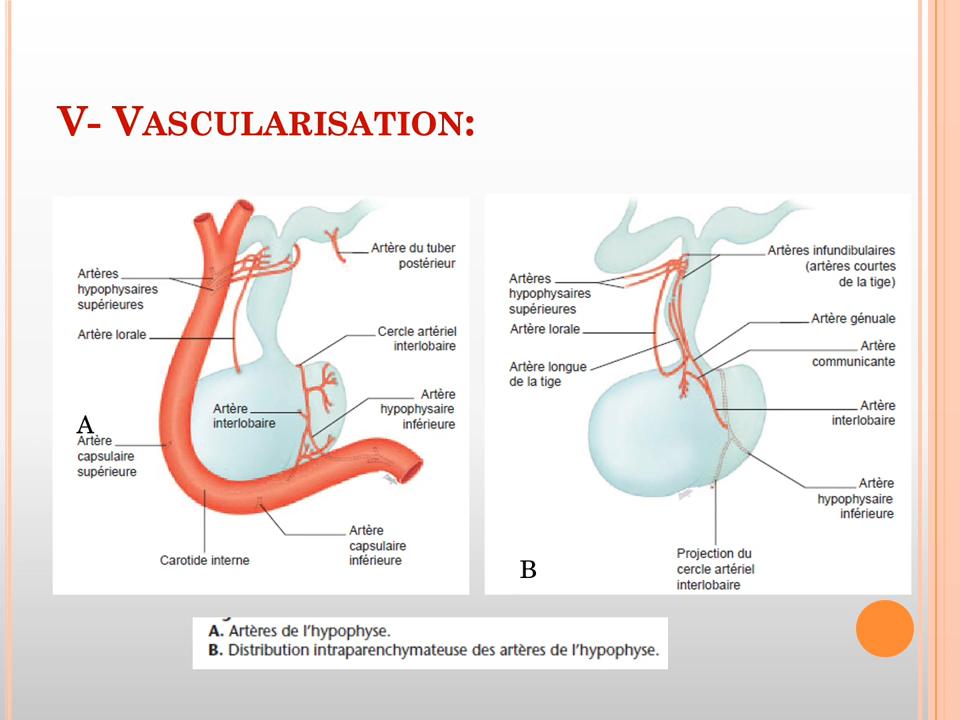 V- VASCULARISATION:
Artère du tuber
postérieur
Artères
hypophysaires
supérieures
Artère lorale
Cercle artériel
interlobaire
Artère
interlobaire
Artère
hypophysaire
inférieure
A
Artère
capsulaire
supérieure
Artère
capsulaire
inférieure
Carotide interne
Artères infundibulaires
(artères courtes
de la tige)
Artères
hypophysaires
supérieures
Artère lorale
Artère génuale
Artère
communicante
Artère longue
de la tige
Artère
interlobaire
Artère
hypophysaire
inférieure
Projection du
cercle artériel
interlobaire
B
A. Artères de l'hypophyse.
B. Distribution intraparenchymateuse des artères de l'hypophyse.